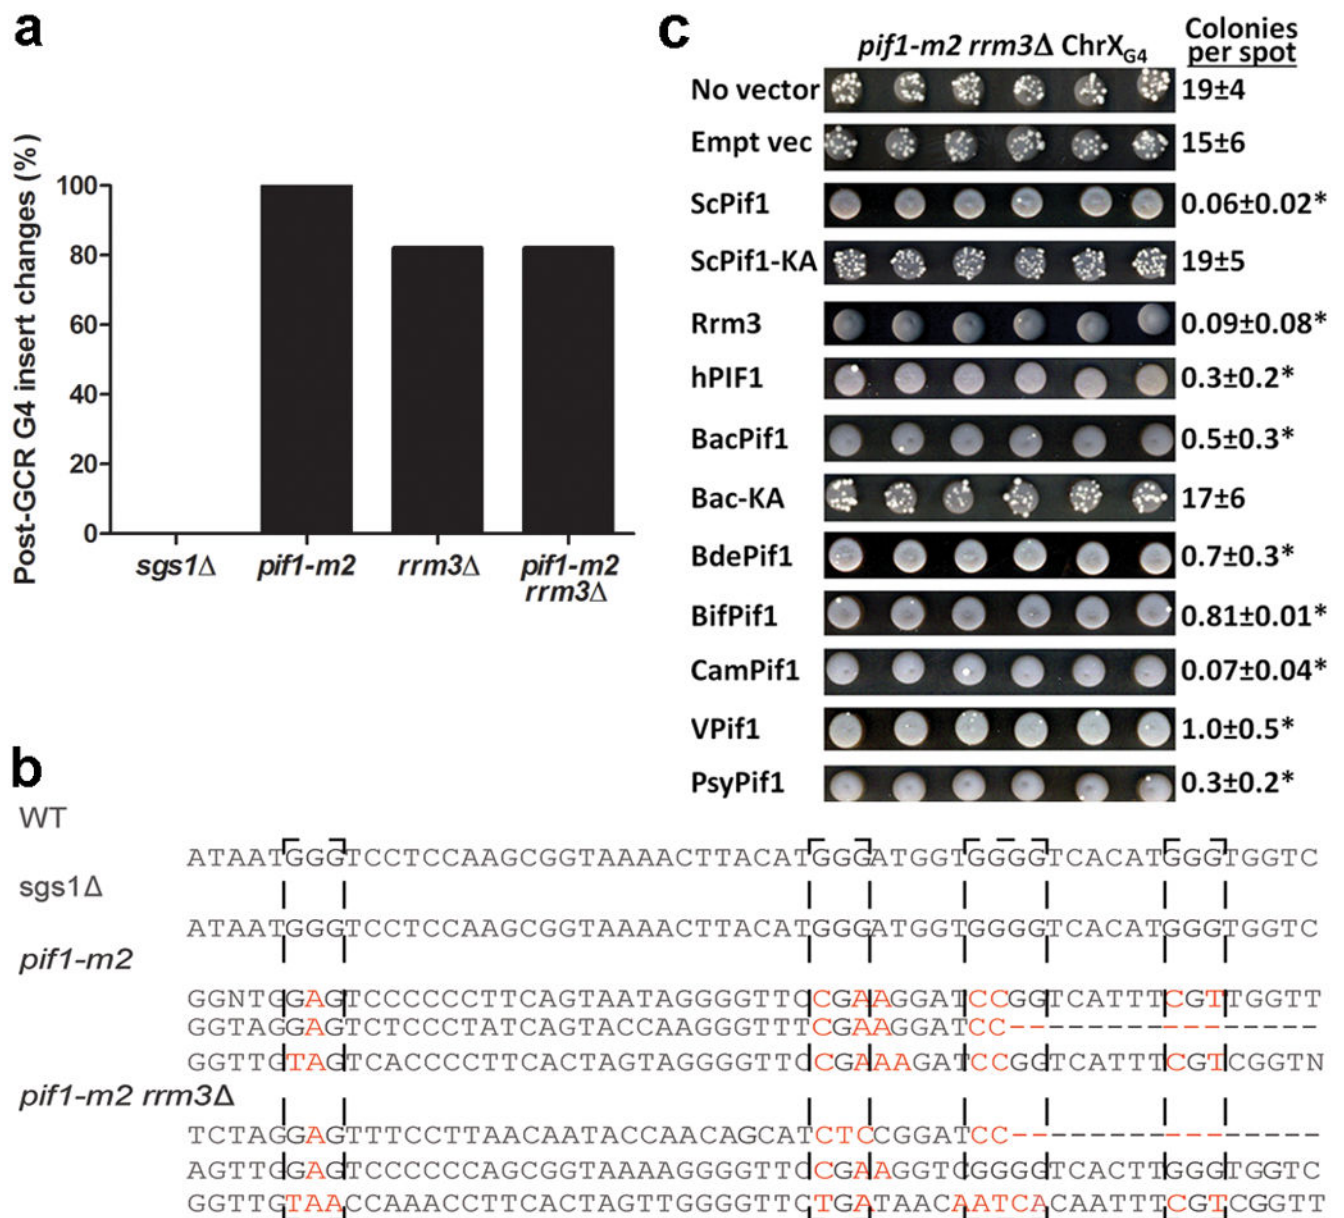 a
Post-GCR G4 insert changes (%)
100
80
60
40
20
0
sgs1Δ
pif1-m2
rrm3Δ
pif1-m2
rrm3Δ
c
pif1-m2 rrm3Δ ChrXG4
Colonies
per spot
No vector 19±4
Empt vec 15±6
ScPif1 0.06±0.02*
ScPif1-KA 19±5
Rrm3 0.09±0.08*
hPIF1 0.3±0.2*
BacPif1 0.5±0.3*
Bac-KA 17±6
BdePif1 0.7±0.3*
BifPif1 0.81±0.01*
CamPif1 0.07±0.04*
VPif1 1.0±0.5*
PsyPif1 0.3±0.2*
b
WT
ATAATGGGTCCTCCAAGCGGTAAAACTTACATGGGATGGTGGGGTCACATGGGTGGTC
sgs1Δ
ATAATGGGTCCTCCAAGCGGTAAAACTTACATGGGATGGTGGGGTCACATGGGTGGTC
pif1-m2
GGNTGGAGTCCCCCCTTCAGTAATAGGGGTTCCGAAGGATCCGGTCATTTCGTTGGTT
GGTAGGAGTCTCCCTATCAGTACCAAGGGTTTCGAAGGATCC----------------
GGTTGTAGTCACCCCTTCACTAGTAGGGGTTCCGAAAGATCCGGTCATTTCGTCGGTN
pif1-m2 rrm3Δ
TCTAGGAGTTTCCTTAACAATACCAACAGCATCTCCCGGATCC----------------
AGTTGGAGTCCCCCCAGCGGTAAAAGGGGTTCCGAAGGTCGGGGTCACTTGGGTGGTC
GGTTGTAACCAAACCTTCACTAGTTGGGGTTCTGATAACAATCACAATTTCGTCGGTT